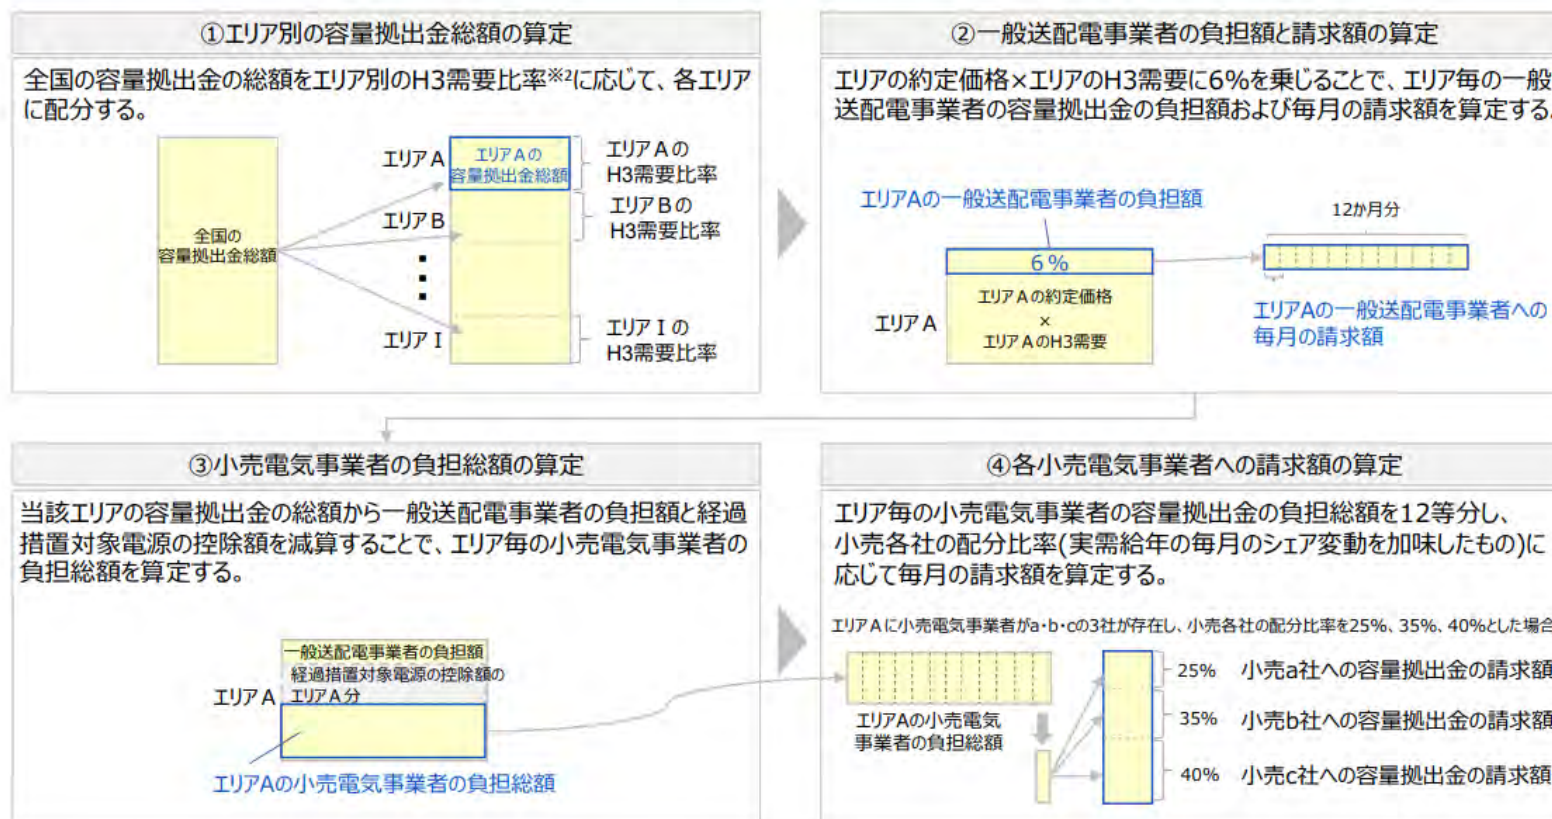 ①エリア別の容量拠出金総額の算定
全国の容量拠出金の総額をエリア別のH3需要比率※2に応じて、各エリア
に配分する。
全国の
容量拠出金総額
エリアA
エリアAの
容量拠出金総額
エリアAの
H3需要比率
エリアB
エリアBの
H3需要比率
エリアI
エリアIの
H3需要比率
②一般送配電事業者の負担額と請求額の算定
エリアの約定価格×エリアのH3需要に6%を乗じることで、エリア毎の一般
送配電事業者の容量拠出金の負担額および毎月の請求額を算定する。
エリアAの一般送配電事業者の負担額
12か月分
6%
エリアA
エリアAの約定価格
×
エリアAのH3需要
エリアAの一般送配電事業者への
毎月の請求額
③小売電気事業者の負担総額の算定
当該エリアの容量拠出金の総額から一般送配電事業者の負担額と経過
措置対象電源の控除額を減算することで、エリア毎の小売電気事業者の
負担総額を算定する。
一般送配電事業者の負担額
経過措置対象電源の控除額の
エリアA分
エリアA
エリアAの小売電気事業者の負担総額
④各小売電気事業者への請求額の算定
エリア毎の小売電気事業者の容量拠出金の負担総額を12等分し、
小売各社の配分比率(実需給年の毎月のシェア変動を加味したもの)に
応じて毎月の請求額を算定する。
エリアAに小売電気事業者がa・b・cの3社が存在し、小売各社の配分比率を25%、35%、40%とした場合
エリアAの小売電気
事業者の負担総額
25% 小売a社への容量拠出金の請求額
35% 小売b社への容量拠出金の請求額
40% 小売c社への容量拠出金の請求額